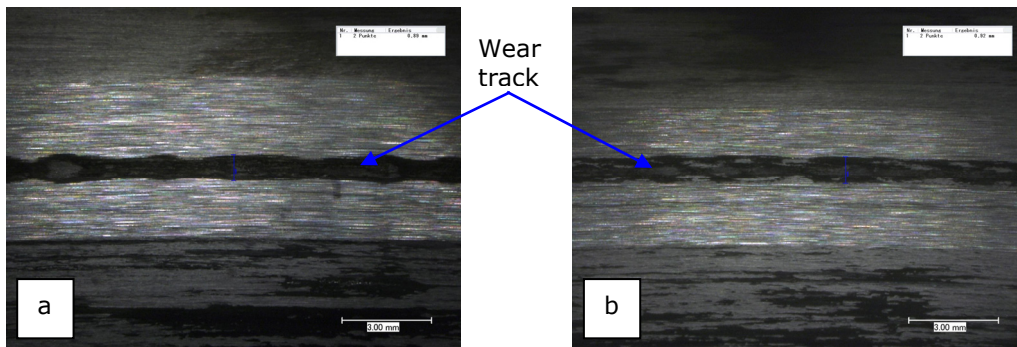 Nr. Messung Ergebnis
1 2 Punkte 0.89 mm
Wear
track
Nr. Messung Ergebnis
1 2 Punkte 0.92 mm
a
3.00 mm
b
3.00 mm